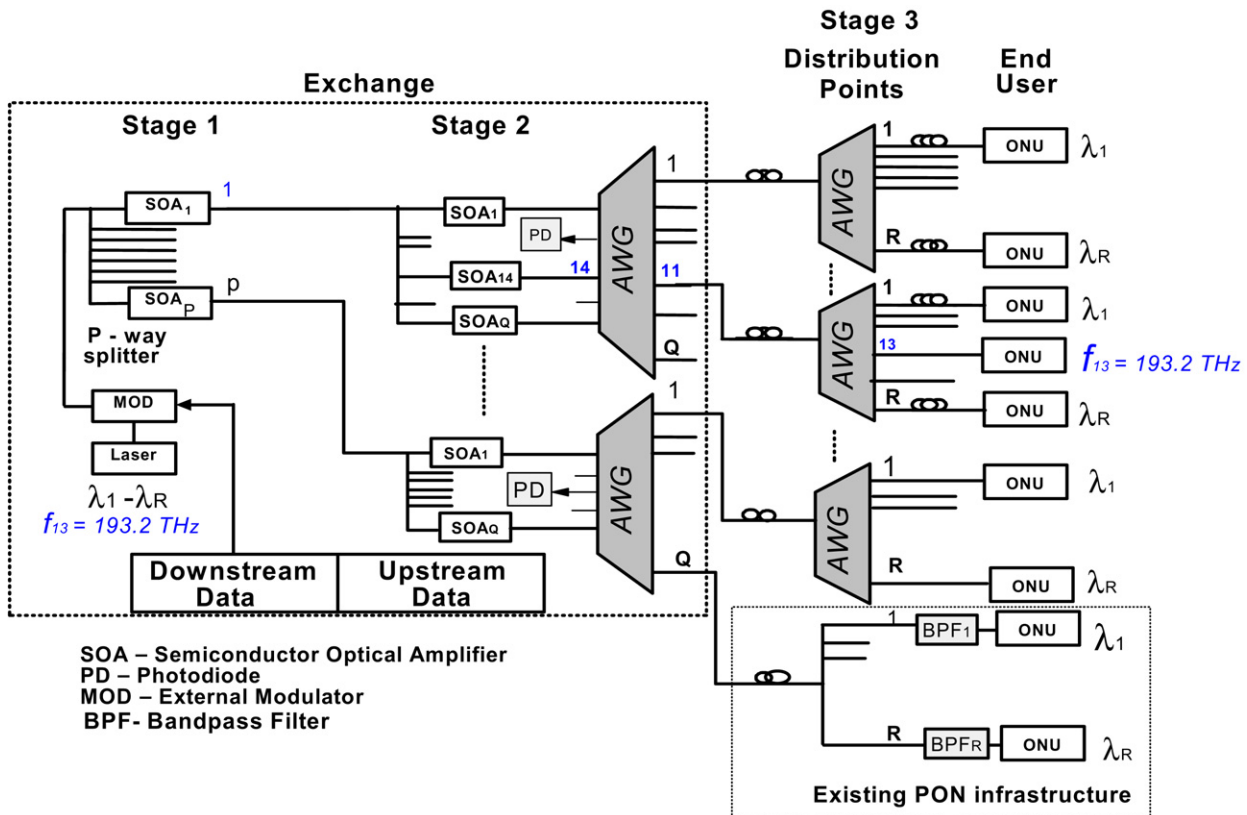 Stage 3
Distribution Points
End User
Exchange
Stage 1
Stage 2
SOA1
1
SOAP
p
P - way splitter
MOD
Laser
λ1 -λR
f13 = 193.2 THz
Downstream Data
Upstream Data
SOA1
PD
SOA14
14
SOAQ
AWG
1
11
Q
SOA1
PD
SOAQ
AWG
1
Q
AWG
1
ONU
λ1
R
ONU
λR
AWG
1
ONU
λ1
13
ONU
f13 = 193.2 THz
R
ONU
λR
AWG
1
ONU
λ1
R
ONU
λR
1
BPF1
ONU
λ1
R
BPFR
ONU
λR
Existing PON infrastructure
SOA – Semiconductor Optical Amplifier
PD – Photodiode
MOD – External Modulator
BPF- Bandpass Filter